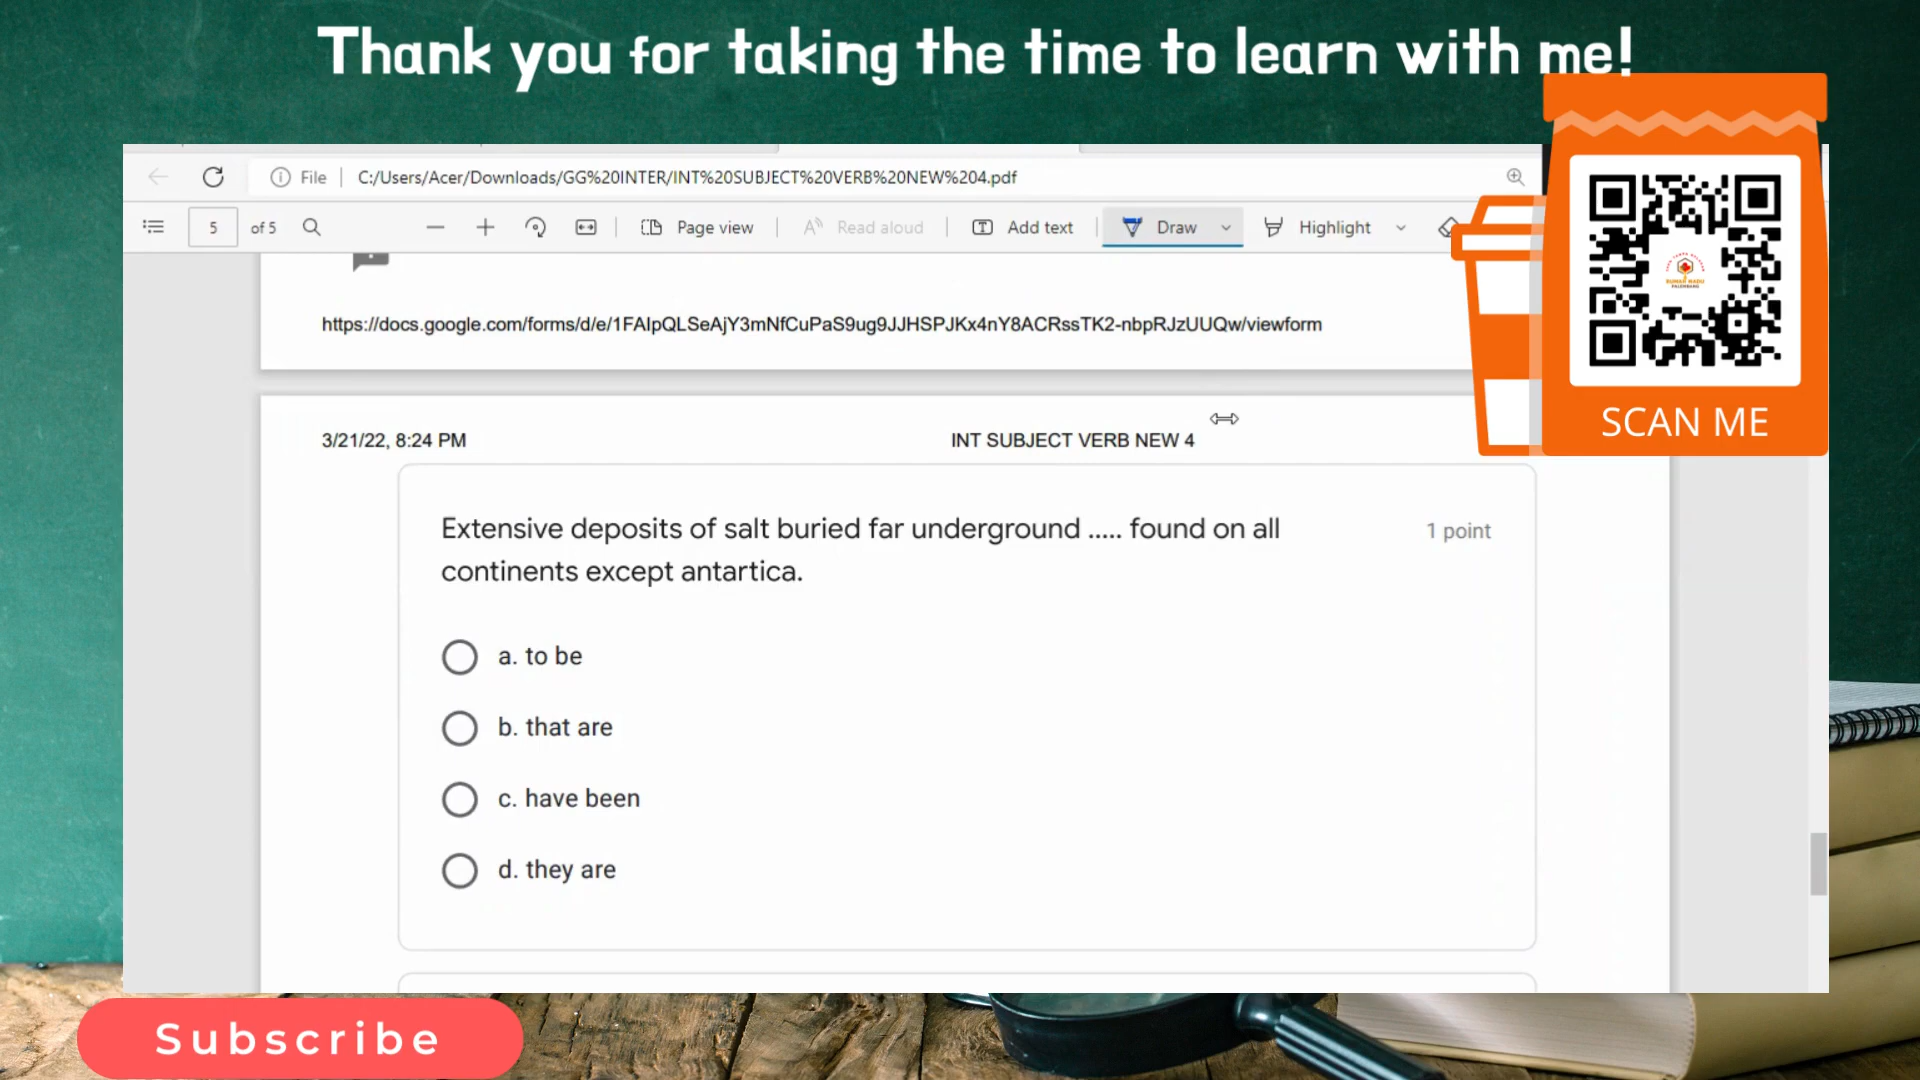 Thank you for taking the time to learn with me!
File | C:/Users/Acer/Downloads/GG%20INTER/INT%20SUBJECT%20VERB%20NEW%204.pdf
5 of 5 Page view Read aloud Add text Draw Highlight
https://docs.google.com/forms/d/e/1FAIpQLSeAjY3mNfCuPaS9ug9JJHSPJKx4nY8ACRssTK2-nbpRJzUUQw/viewform
SCAN ME
3/21/22, 8:24 PM INT SUBJECT VERB NEW 4
Extensive deposits of salt buried far underground ..... found on all 1 point
continents except antartica.
a. to be
b. that are
c. have been
d. they are
Subscribe